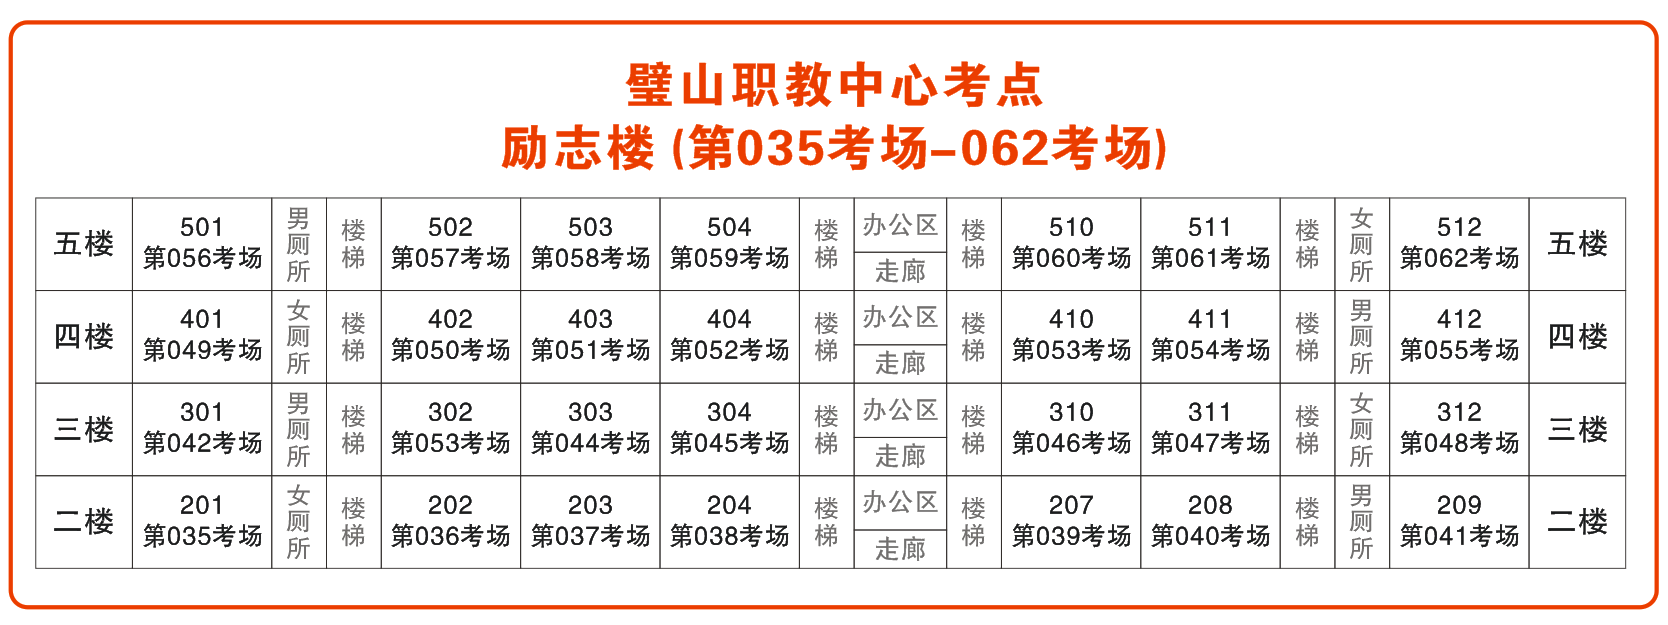 璧山职教中心考点
励志楼 (第035考场–062考场)
五楼 501 第056考场 男厕所 楼梯 502 第057考场 503 第058考场 504 第059考场 楼梯 办公区 走廊 楼梯 510 第060考场 511 第061考场 楼梯 女厕所 512 第062考场 五楼
四楼 401 第049考场 女厕所 楼梯 402 第050考场 403 第051考场 404 第052考场 楼梯 办公区 走廊 楼梯 410 第053考场 411 第054考场 楼梯 男厕所 412 第055考场 四楼
三楼 301 第042考场 男厕所 楼梯 302 第053考场 303 第044考场 304 第045考场 楼梯 办公区 走廊 楼梯 310 第046考场 311 第047考场 楼梯 女厕所 312 第048考场 三楼
二楼 201 第035考场 女厕所 楼梯 202 第036考场 203 第037考场 204 第038考场 楼梯 办公区 走廊 楼梯 207 第039考场 208 第040考场 楼梯 男厕所 209 第041考场 二楼